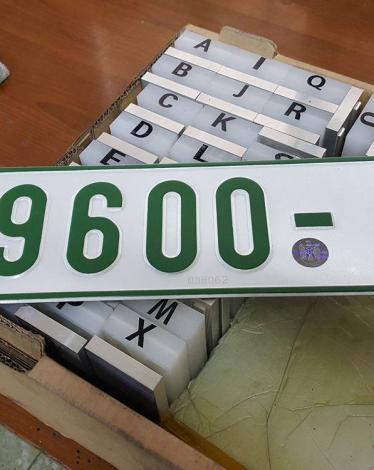 A I Q
B J R
C K
D L
E
9600-
038062
M
X